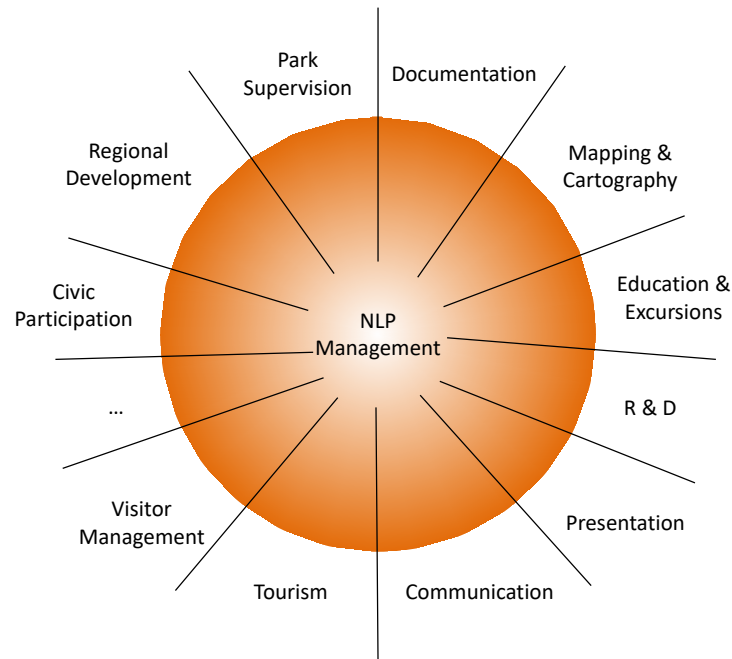 Park
Supervision
Documentation
Mapping &
Cartography
Education &
Excursions
R & D
Presentation
Communication
Tourism
Visitor
Management
...
Civic
Participation
Regional
Development
NLP
Management